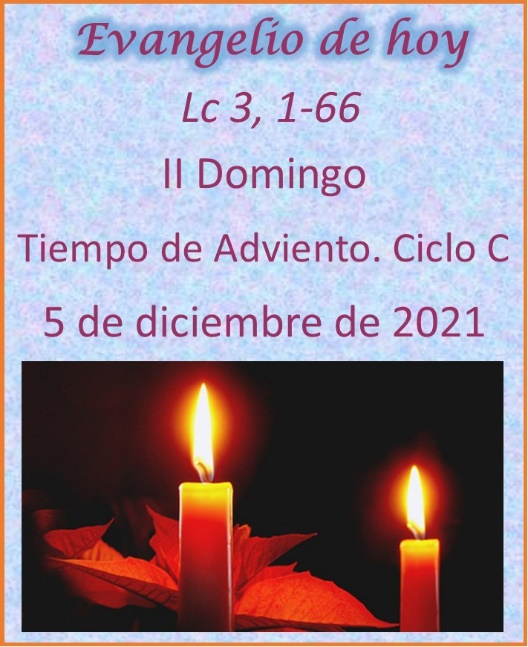 Evangelio de hoy
Lc 3, 1-66
II Domingo
Tiempo de Adviento. Ciclo C
5 de diciembre de 2021